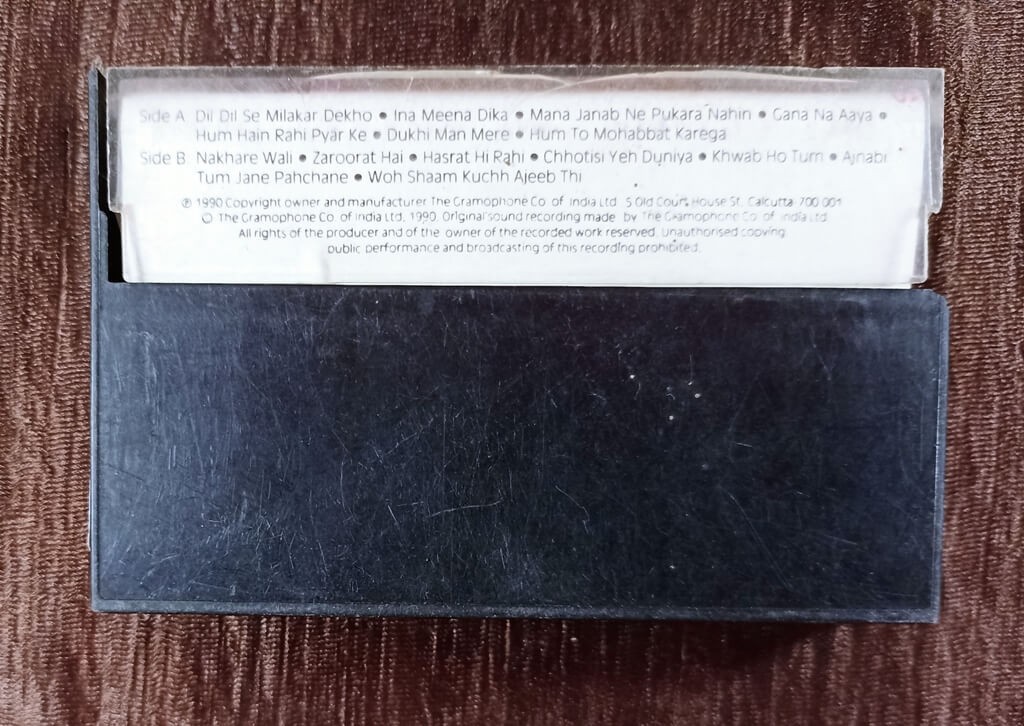 Side A Dil Dil Se Milakar Dekho • Ina Meena Dika • Mana Janab Ne Pukara Nahin • Gana Na Aaya •
Hum Hain Rahi Pyar Ke • Dukhi Man Mere • Hum To Mohabbat Karega
Side B Nakhare Wali • Zaroorat Hai • Hasrat Hi Rahi • Chhotisi Yeh Duniya • Khwab Ho Tum • Ajnabi
Tum Jane Pahchane • Woh Shaam Kuchh Ajeeb Thi
℗ 1990 Copyright owner and manufacturer The Gramophone Co. of India Ltd. 5 Old Court House St. Calcutta 700 001
© The Gramophone Co. of India Ltd. 1990. Original sound recording made by The Gramophone Co. of India Ltd
All rights of the producer and of the owner of the recorded work reserved. Unauthorised copying
public performance and broadcasting of this recording prohibited.